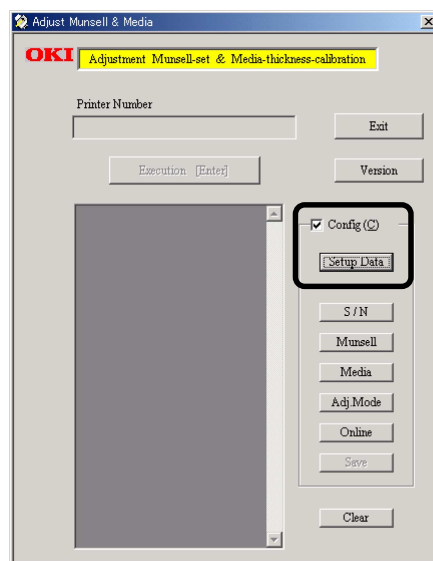 Adjust Munsell & Media
OKI
Adjustment Munsell-set & Media-thickness-calibration
Printer Number
Exit
Execution [Enter]
Version
Config (C)
Setup Data
S / N
Munsell
Media
Adj.Mode
Online
Save
Clear